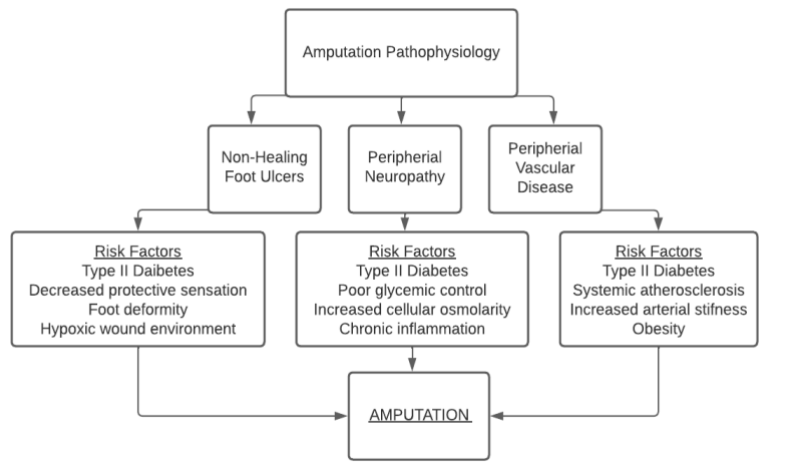 Amputation Pathophysiology
Non-Healing
Foot Ulcers
Peripherial
Neuropathy
Peripherial
Vascular
Disease
Risk Factors
Type II Daibetes
Decreased protective sensation
Foot deformity
Hypoxic wound environment
Risk Factors
Type II Diabetes
Poor glycemic control
Increased cellular osmolarity
Chronic inflammation
Risk Factors
Type II Diabetes
Systemic atherosclerosis
Increased arterial stifness
Obesity
AMPUTATION